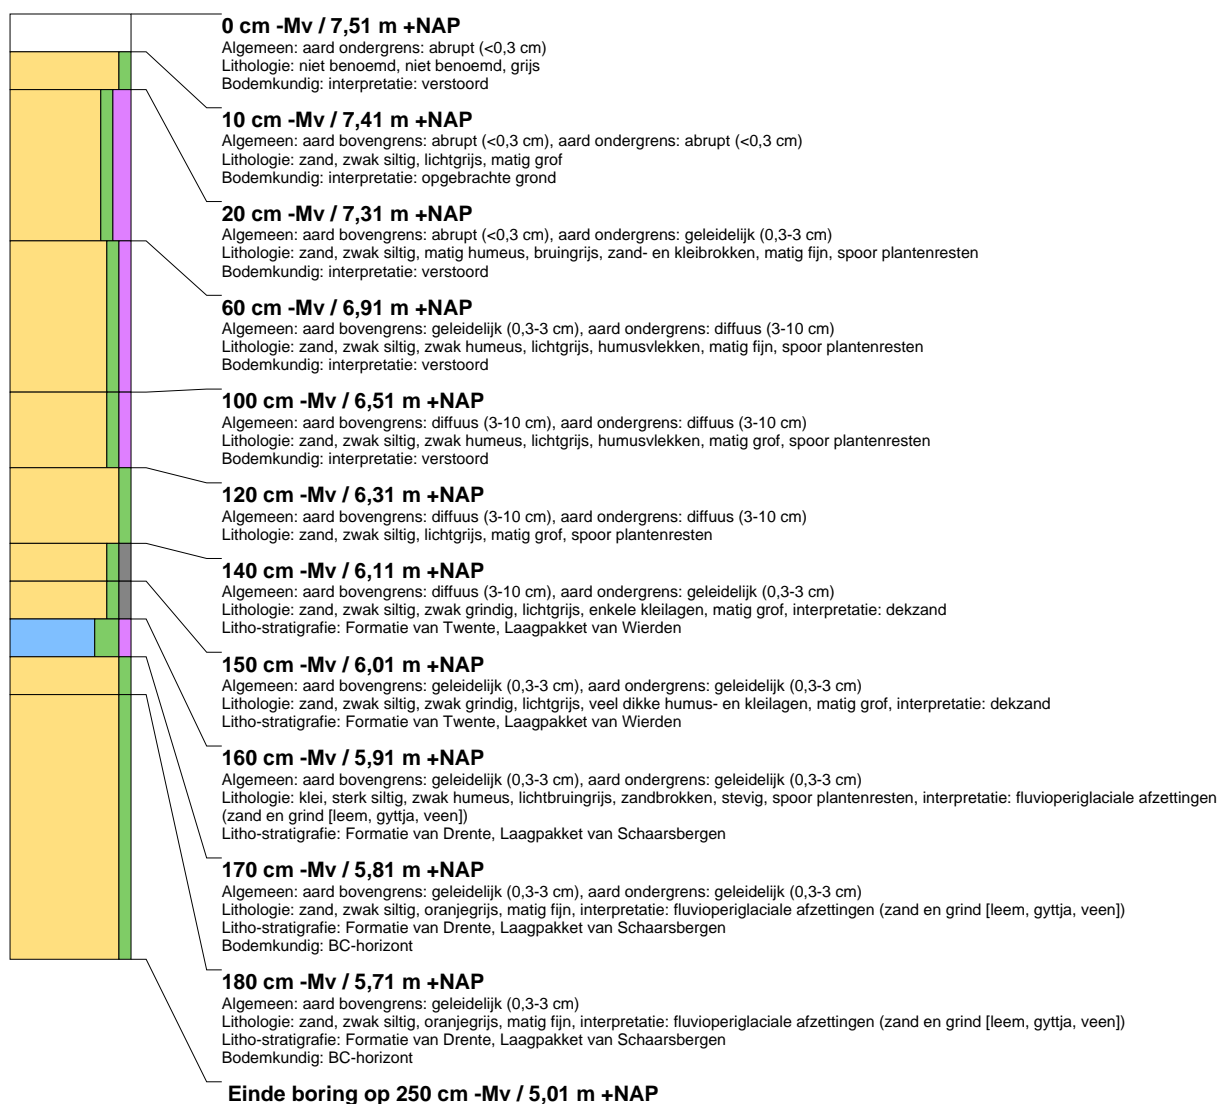 0 cm -Mv / 7,51 m +NAP
Algemeen: aard ondergrens: abrupt (<0,3 cm)
Lithologie: niet benoemd, niet benoemd, grijs
Bodemkundig: interpretatie: verstoord
10 cm -Mv / 7,41 m +NAP
Algemeen: aard bovengrens: abrupt (<0,3 cm), aard ondergrens: abrupt (<0,3 cm)
Lithologie: zand, zwak siltig, lichtgrijs, matig grof
Bodemkundig: interpretatie: opgebrachte grond
20 cm -Mv / 7,31 m +NAP
Algemeen: aard bovengrens: abrupt (<0,3 cm), aard ondergrens: geleidelijk (0,3-3 cm)
Lithologie: zand, zwak siltig, matig humeus, bruingrijs, zand- en kleibrokken, matig fijn, spoor plantenresten
Bodemkundig: interpretatie: verstoord
60 cm -Mv / 6,91 m +NAP
Algemeen: aard bovengrens: geleidelijk (0,3-3 cm), aard ondergrens: diffuus (3-10 cm)
Lithologie: zand, zwak siltig, zwak humeus, lichtgrijs, humusvlekken, matig fijn, spoor plantenresten
Bodemkundig: interpretatie: verstoord
100 cm -Mv / 6,51 m +NAP
Algemeen: aard bovengrens: diffuus (3-10 cm), aard ondergrens: diffuus (3-10 cm)
Lithologie: zand, zwak siltig, zwak humeus, lichtgrijs, humusvlekken, matig grof, spoor plantenresten
Bodemkundig: interpretatie: verstoord
120 cm -Mv / 6,31 m +NAP
Algemeen: aard bovengrens: diffuus (3-10 cm), aard ondergrens: diffuus (3-10 cm)
Lithologie: zand, zwak siltig, lichtgrijs, matig grof, spoor plantenresten
140 cm -Mv / 6,11 m +NAP
Algemeen: aard bovengrens: diffuus (3-10 cm), aard ondergrens: geleidelijk (0,3-3 cm)
Lithologie: zand, zwak siltig, zwak grindig, lichtgrijs, enkele kleilagen, matig grof, interpretatie: dekzand
Litho-stratigrafie: Formatie van Twente, Laagpakket van Wierden
150 cm -Mv / 6,01 m +NAP
Algemeen: aard bovengrens: geleidelijk (0,3-3 cm), aard ondergrens: geleidelijk (0,3-3 cm)
Lithologie: zand, zwak siltig, zwak grindig, lichtgrijs, veel dikke humus- en kleilagen, matig grof, interpretatie: dekzand
Litho-stratigrafie: Formatie van Twente, Laagpakket van Wierden
160 cm -Mv / 5,91 m +NAP
Algemeen: aard bovengrens: geleidelijk (0,3-3 cm), aard ondergrens: geleidelijk (0,3-3 cm)
Lithologie: klei, sterk siltig, zwak humeus, lichtbruingrijs, zandbrokken, stevig, spoor plantenresten, interpretatie: fluvioperiglaciale afzettingen
(zand en grind [leem, gyttja, veen])
Litho-stratigrafie: Formatie van Drente, Laagpakket van Schaarsbergen
170 cm -Mv / 5,81 m +NAP
Algemeen: aard bovengrens: geleidelijk (0,3-3 cm), aard ondergrens: geleidelijk (0,3-3 cm)
Lithologie: zand, zwak siltig, oranjegrijs, matig fijn, interpretatie: fluvioperiglaciale afzettingen (zand en grind [leem, gyttja, veen])
Litho-stratigrafie: Formatie van Drente, Laagpakket van Schaarsbergen
Bodemkundig: BC-horizont
180 cm -Mv / 5,71 m +NAP
Algemeen: aard bovengrens: geleidelijk (0,3-3 cm)
Lithologie: zand, zwak siltig, oranjegrijs, matig fijn, interpretatie: fluvioperiglaciale afzettingen (zand en grind [leem, gyttja, veen])
Litho-stratigrafie: Formatie van Drente, Laagpakket van Schaarsbergen
Bodemkundig: BC-horizont
Einde boring op 250 cm -Mv / 5,01 m +NAP